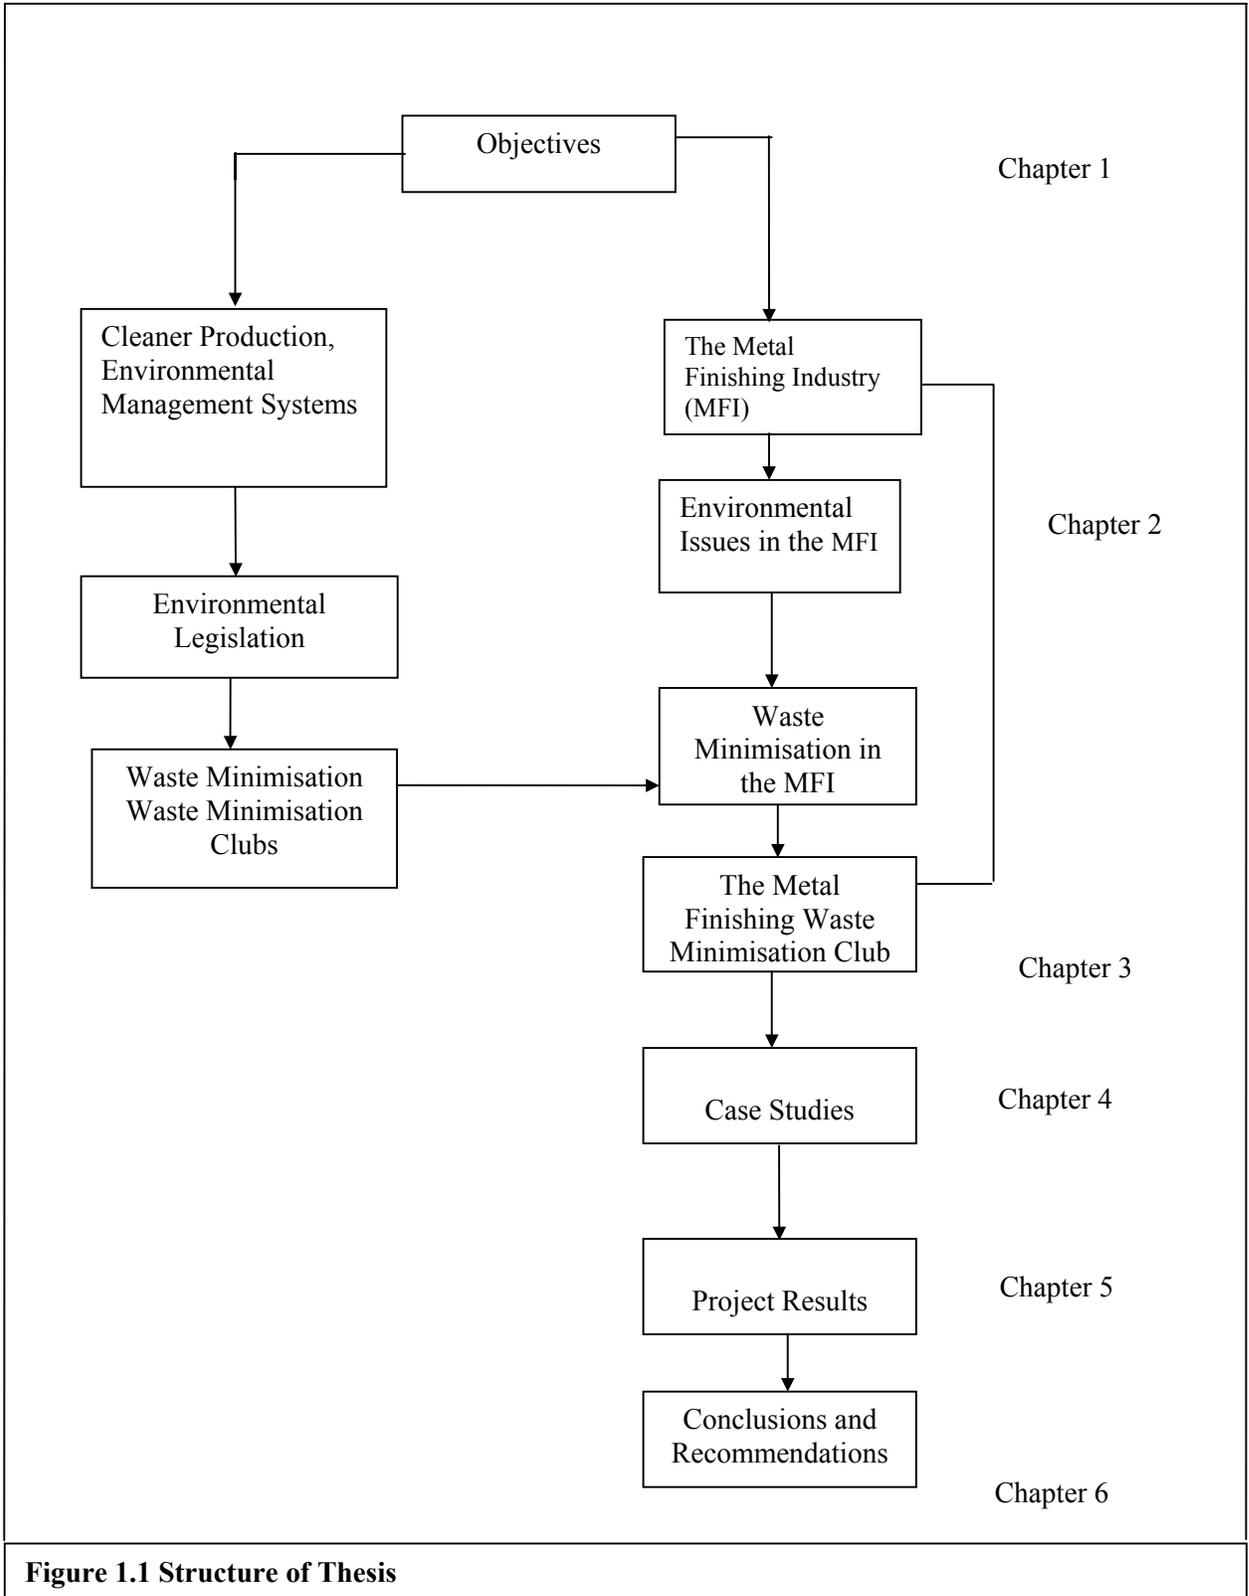 Objectives
Chapter 1
Cleaner Production,
Environmental
Management Systems
The Metal
Finishing Industry
(MFI)
Environmental
Issues in the MFI
Chapter 2
Environmental
Legislation
Waste
Minimisation in
the MFI
Waste Minimisation
Waste Minimisation
Clubs
The Metal
Finishing Waste
Minimisation Club
Chapter 3
Case Studies
Chapter 4
Project Results
Chapter 5
Conclusions and
Recommendations
Chapter 6
Figure 1.1 Structure of Thesis